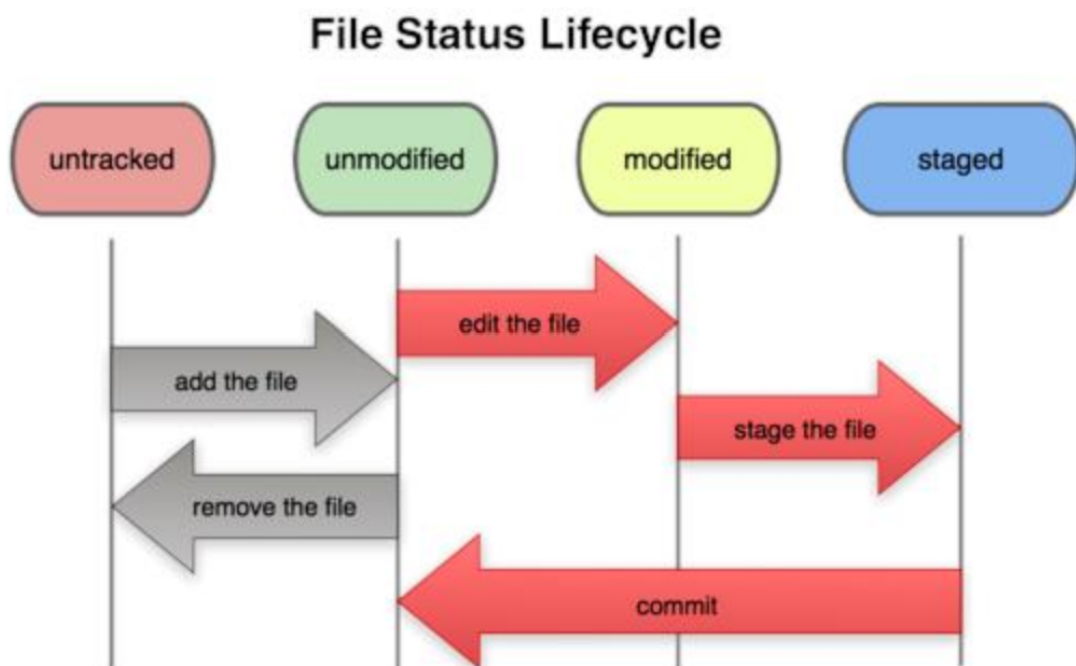 File Status Lifecycle
untracked
unmodified
modified
staged
edit the file
add the file
stage the file
remove the file
commit